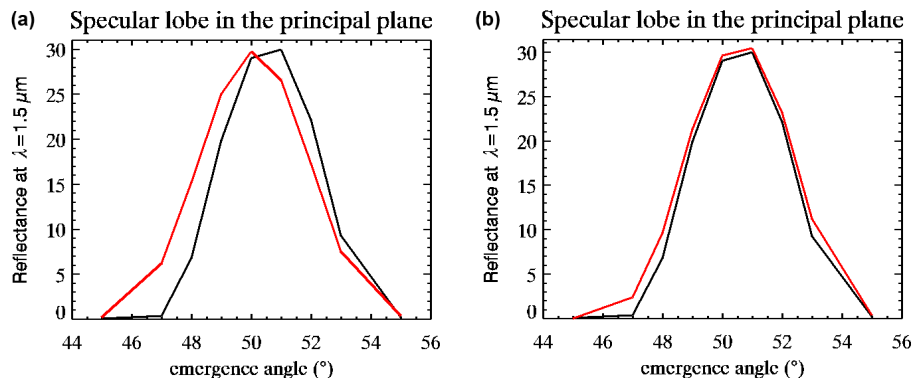 (a)
Specular lobe in the principal plane
Reflectance at λ=1.5 μm
30
25
20
15
10
5
0
44 46 48 50 52 54 56
emergence angle (°)
(b)
Specular lobe in the principal plane
Reflectance at λ=1.5 μm
30
25
20
15
10
5
0
44 46 48 50 52 54 56
emergence angle (°)